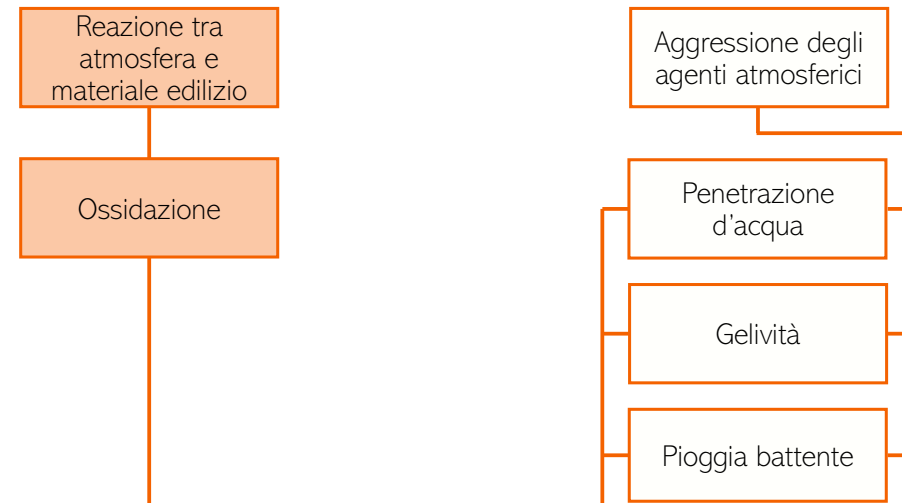 Reazione tra
atmosfera e
materiale edilizio
Ossidazione
Aggressione degli
agenti atmosferici
Penetrazione
d'acqua
Gelività
Pioggia battente